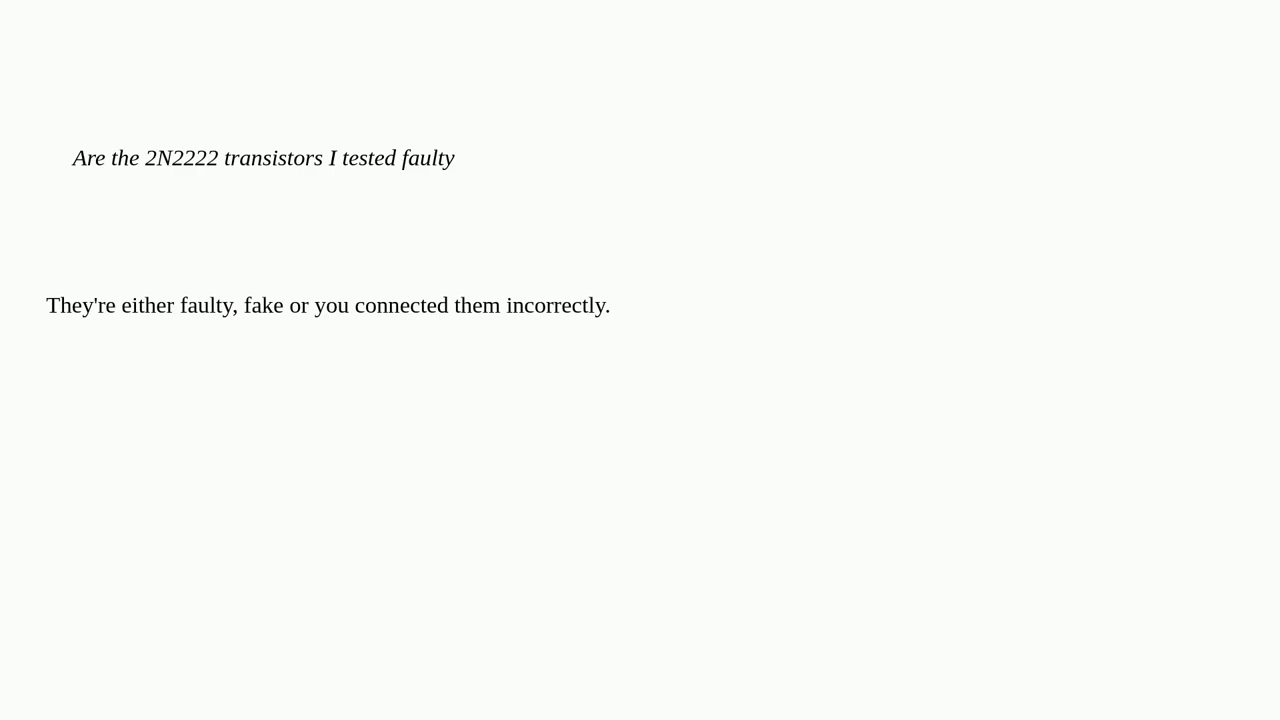 Are the 2N2222 transistors I tested faulty
They're either faulty, fake or you connected them incorrectly.